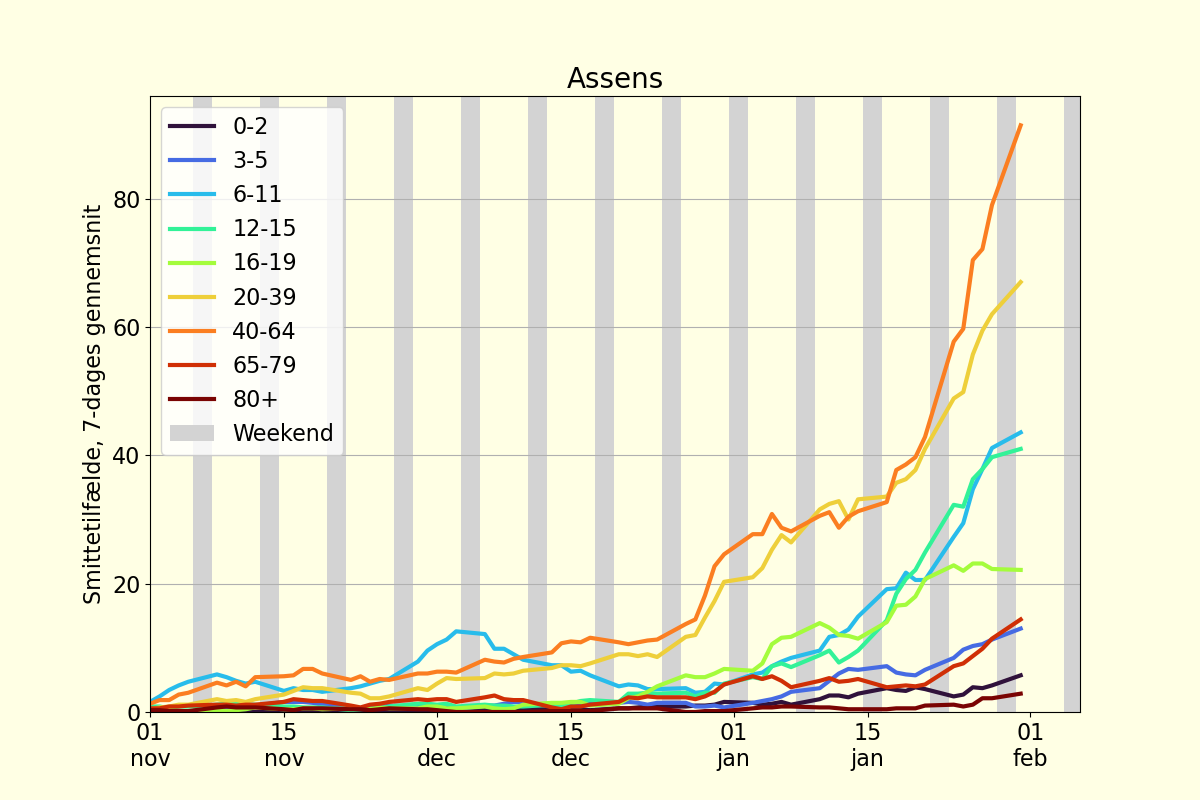 Assens
Smittetilfælde, 7-dages gennemsnit
0-2
3-5
6-11
12-15
16-19
20-39
40-64
65-79
80+
Weekend
80
60
40
20
0
01 15 01 15 01 15 01
nov nov dec dec jan jan feb